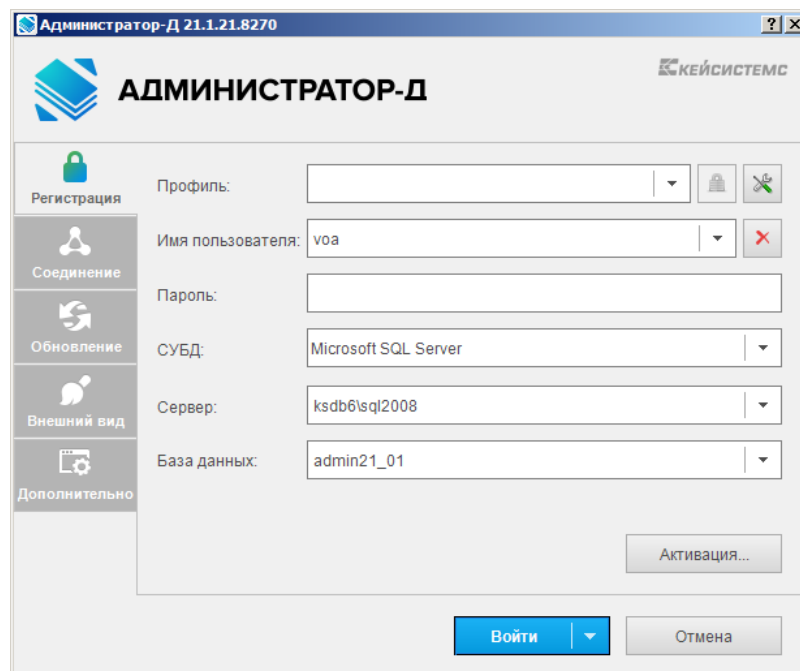 Администратор-Д 21.1.21.8270
АДМИНИСТРАТОР-Д
КЕЙСИСТЕМС
Регистрация
Соединение
Обновление
Внешний вид
Дополнительно
Профиль:
Имя пользователя: voa
Пароль:
СУБД: Microsoft SQL Server
Сервер: ksdb6\sql2008
База данных: admin21_01
Активация...
Войти
Отмена